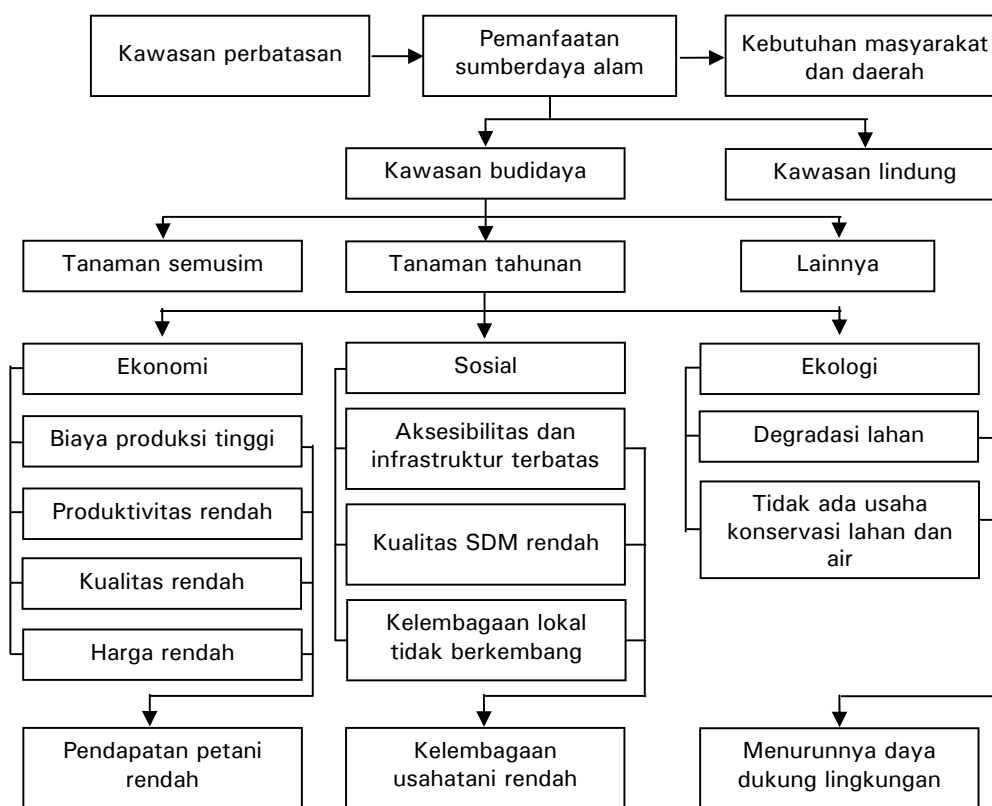 Kawasan perbatasan
Pemanfaatan
sumberdaya alam
Kebutuhan masyarakat
dan daerah
Kawasan budidaya
Kawasan lindung
Tanaman semusim
Tanaman tahunan
Lainnya
Ekonomi
Sosial
Ekologi
Biaya produksi tinggi
Aksesibilitas dan
infrastruktur terbatas
Degradasi lahan
Produktivitas rendah
Kualitas SDM rendah
Tidak ada usaha
konservasi lahan dan
air
Kualitas rendah
Harga rendah
Kelembagaan lokal
tidak berkembang
Pendapatan petani
rendah
Kelembagaan
usahatani rendah
Menurunnya daya
dukung lingkungan